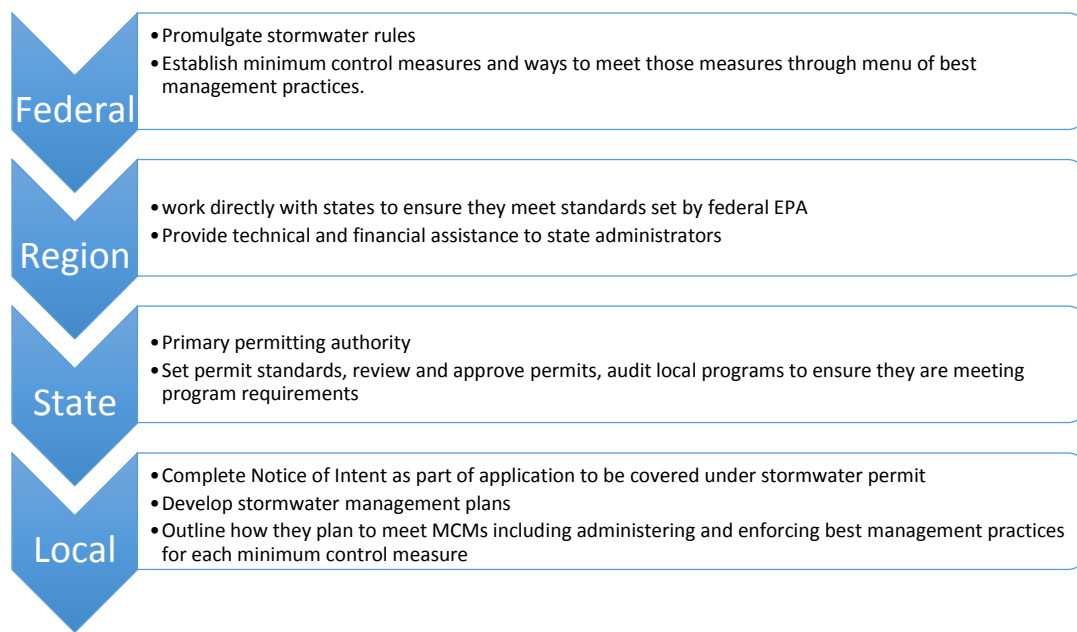 Federal
•Promulgate stormwater rules
•Establish minimum control measures and ways to meet those measures through menu of best
management practices.
Region
•work directly with states to ensure they meet standards set by federal EPA
•Provide technical and financial assistance to state administrators
State
•Primary permitting authority
•Set permit standards, review and approve permits, audit local programs to ensure they are meeting
program requirements
Local
•Complete Notice of Intent as part of application to be covered under stormwater permit
•Develop stormwater management plans
•Outline how they plan to meet MCMs including administering and enforcing best management practices
for each minimum control measure